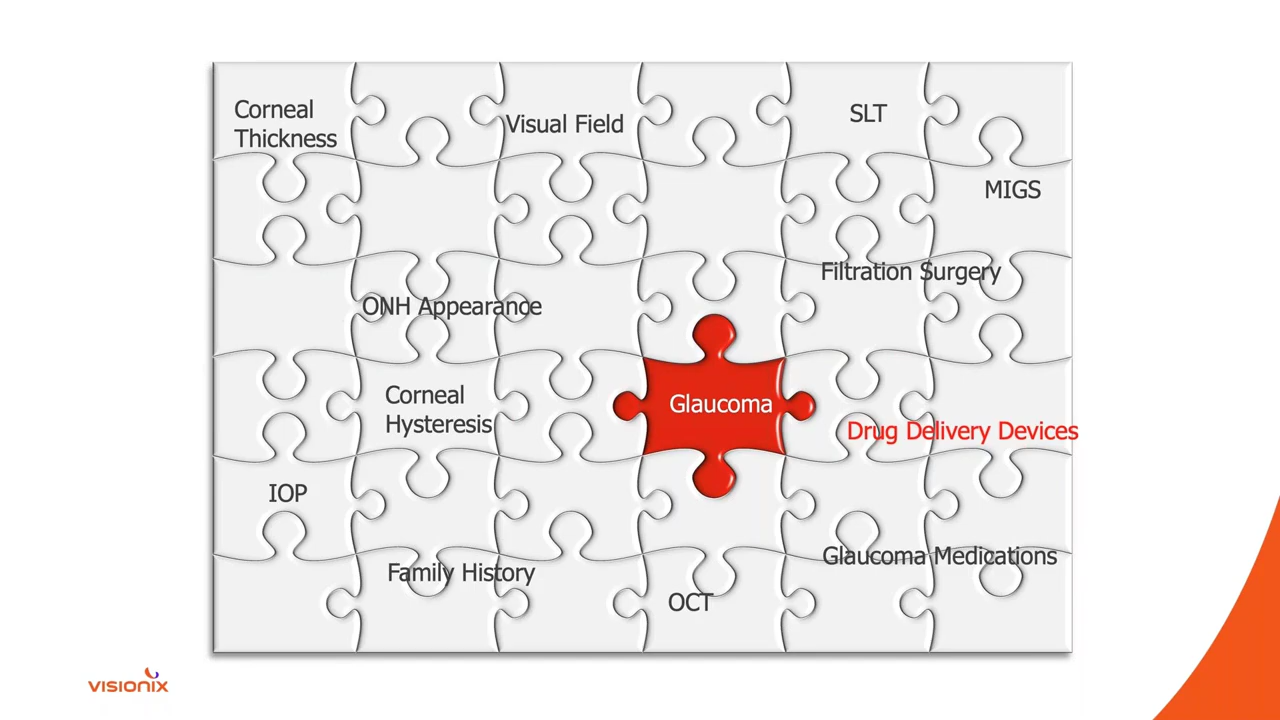 Corneal
Thickness
Visual Field
SLT
MIGS
Filtration Surgery
ONH Appearance
Corneal
Hysteresis
Glaucoma
Drug Delivery Devices
IOP
Glaucoma Medications
Family History
OCT
VISIONIX